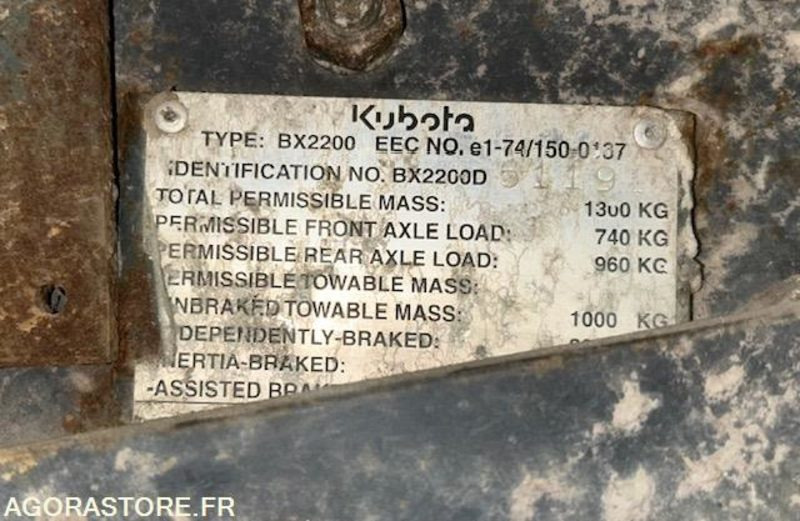 Kubota
TYPE: BX2200 EEC NO. e1-74/150-0137
IDENTIFICATION NO. BX2200D
TOTAL PERMISSIBLE MASS: 1300 KG
PERMISSIBLE FRONT AXLE LOAD: 740 KG
PERMISSIBLE REAR AXLE LOAD: 960 KG
PERMISSIBLE TOWABLE MASS
UNBRAKED TOWABLE MASS: 1000 KG
INDEPENDENTLY-BRAKED:
INERTIA-BRAKED:
-ASSISTED
AGORASTORE.FR